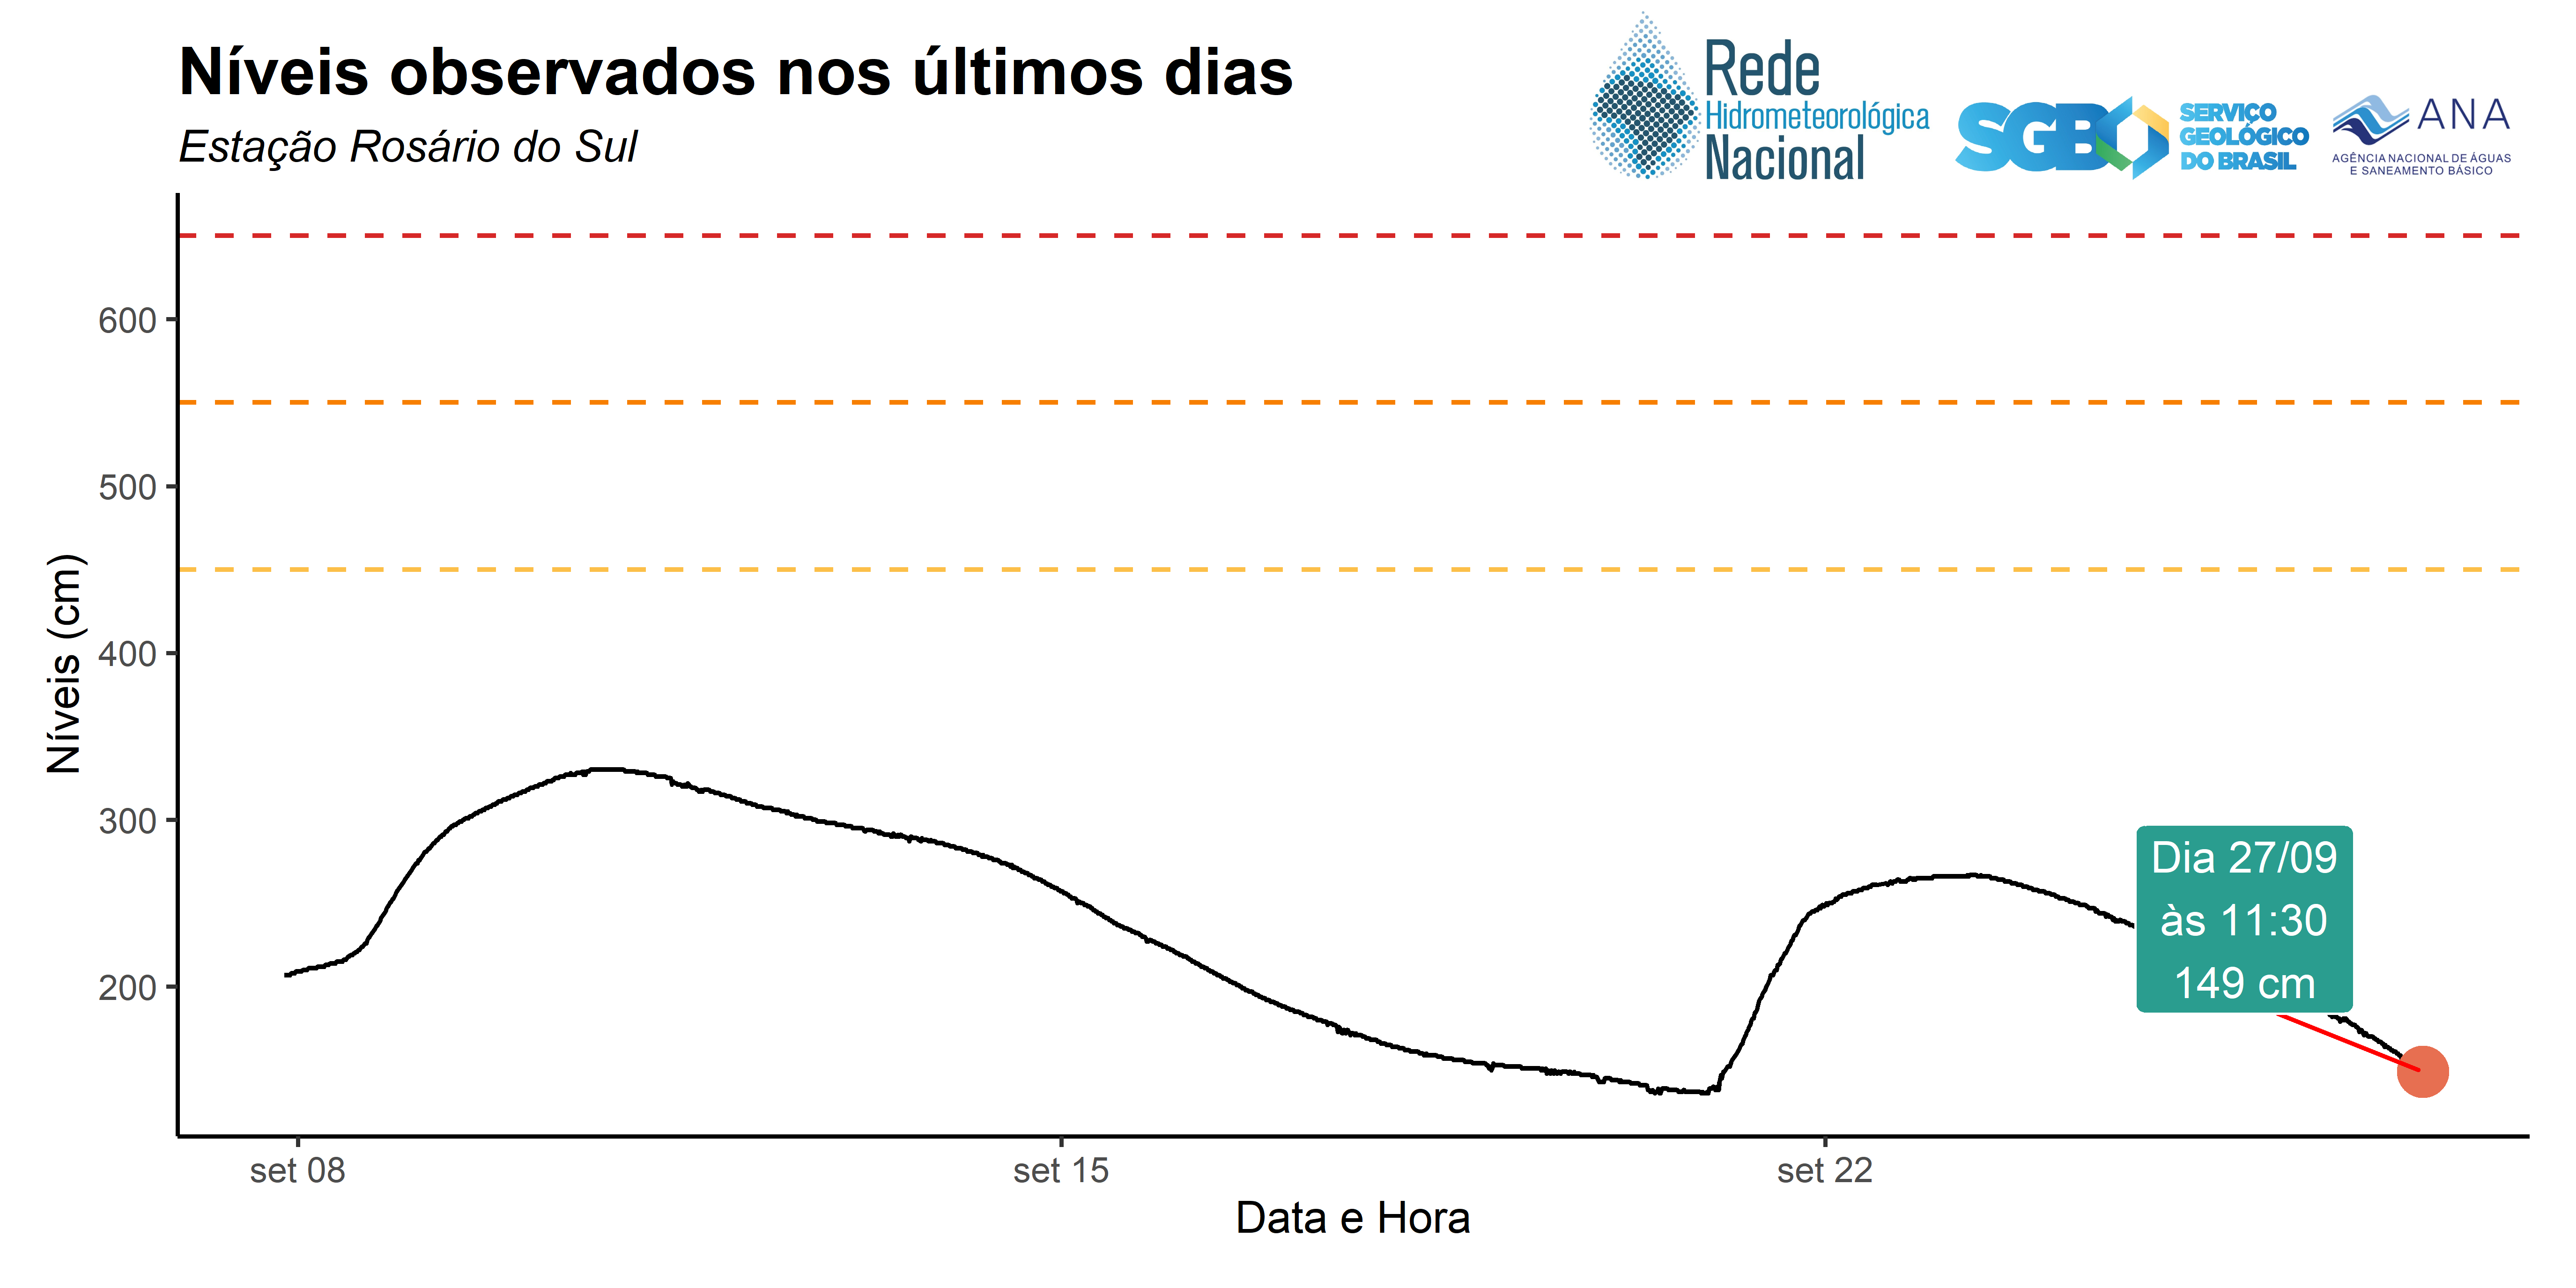 Níveis observados nos últimos dias
Estação Rosário do Sul
Rede
Hidrometeorológica
Nacional
SGB
SERVIÇO
GEOLÓGICO
DO BRASIL
ANA
AGÊNCIA NACIONAL DE ÁGUAS
E SANEAMENTO BÁSICO
Níveis (cm)
600
500
400
300
200
Dia 27/09
às 11:30
149 cm
set 08
set 15
set 22
Data e Hora